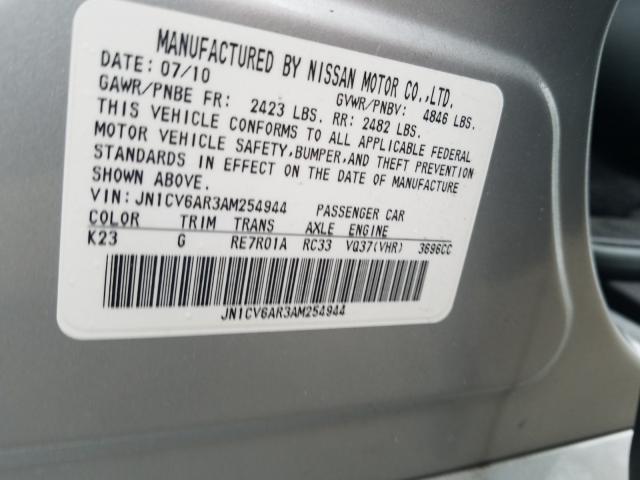 MANUFACTURED BY NISSAN MOTOR CO.,LTD.
DATE: 07/10 GVWR/PNBV: 4846 LBS.
GAWR/PNBE FR: 2423 LBS. RR: 2482 LBS.
THIS VEHICLE CONFORMS TO ALL APPLICABLE FEDERAL
MOTOR VEHICLE SAFETY,BUMPER,AND THEFT PREVENTION
STANDARDS IN EFFECT ON THE DATE OF MANUFACTURE
SHOWN ABOVE.
VIN: JN1CV6AR3AM254944 PASSENGER CAR
COLOR TRIM TRANS AXLE ENGINE
K23 G RE7R01A RC33 VQ37(VHR) 3696CC
JN1CV6AR3AM254944